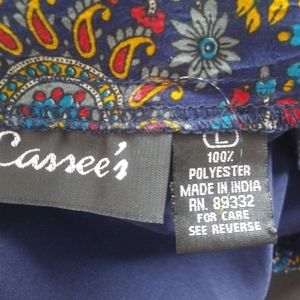 Cassee's
L
100%
POLYESTER
MADE IN INDIA
RN. 89332
FOR CARE
SEE REVERSE